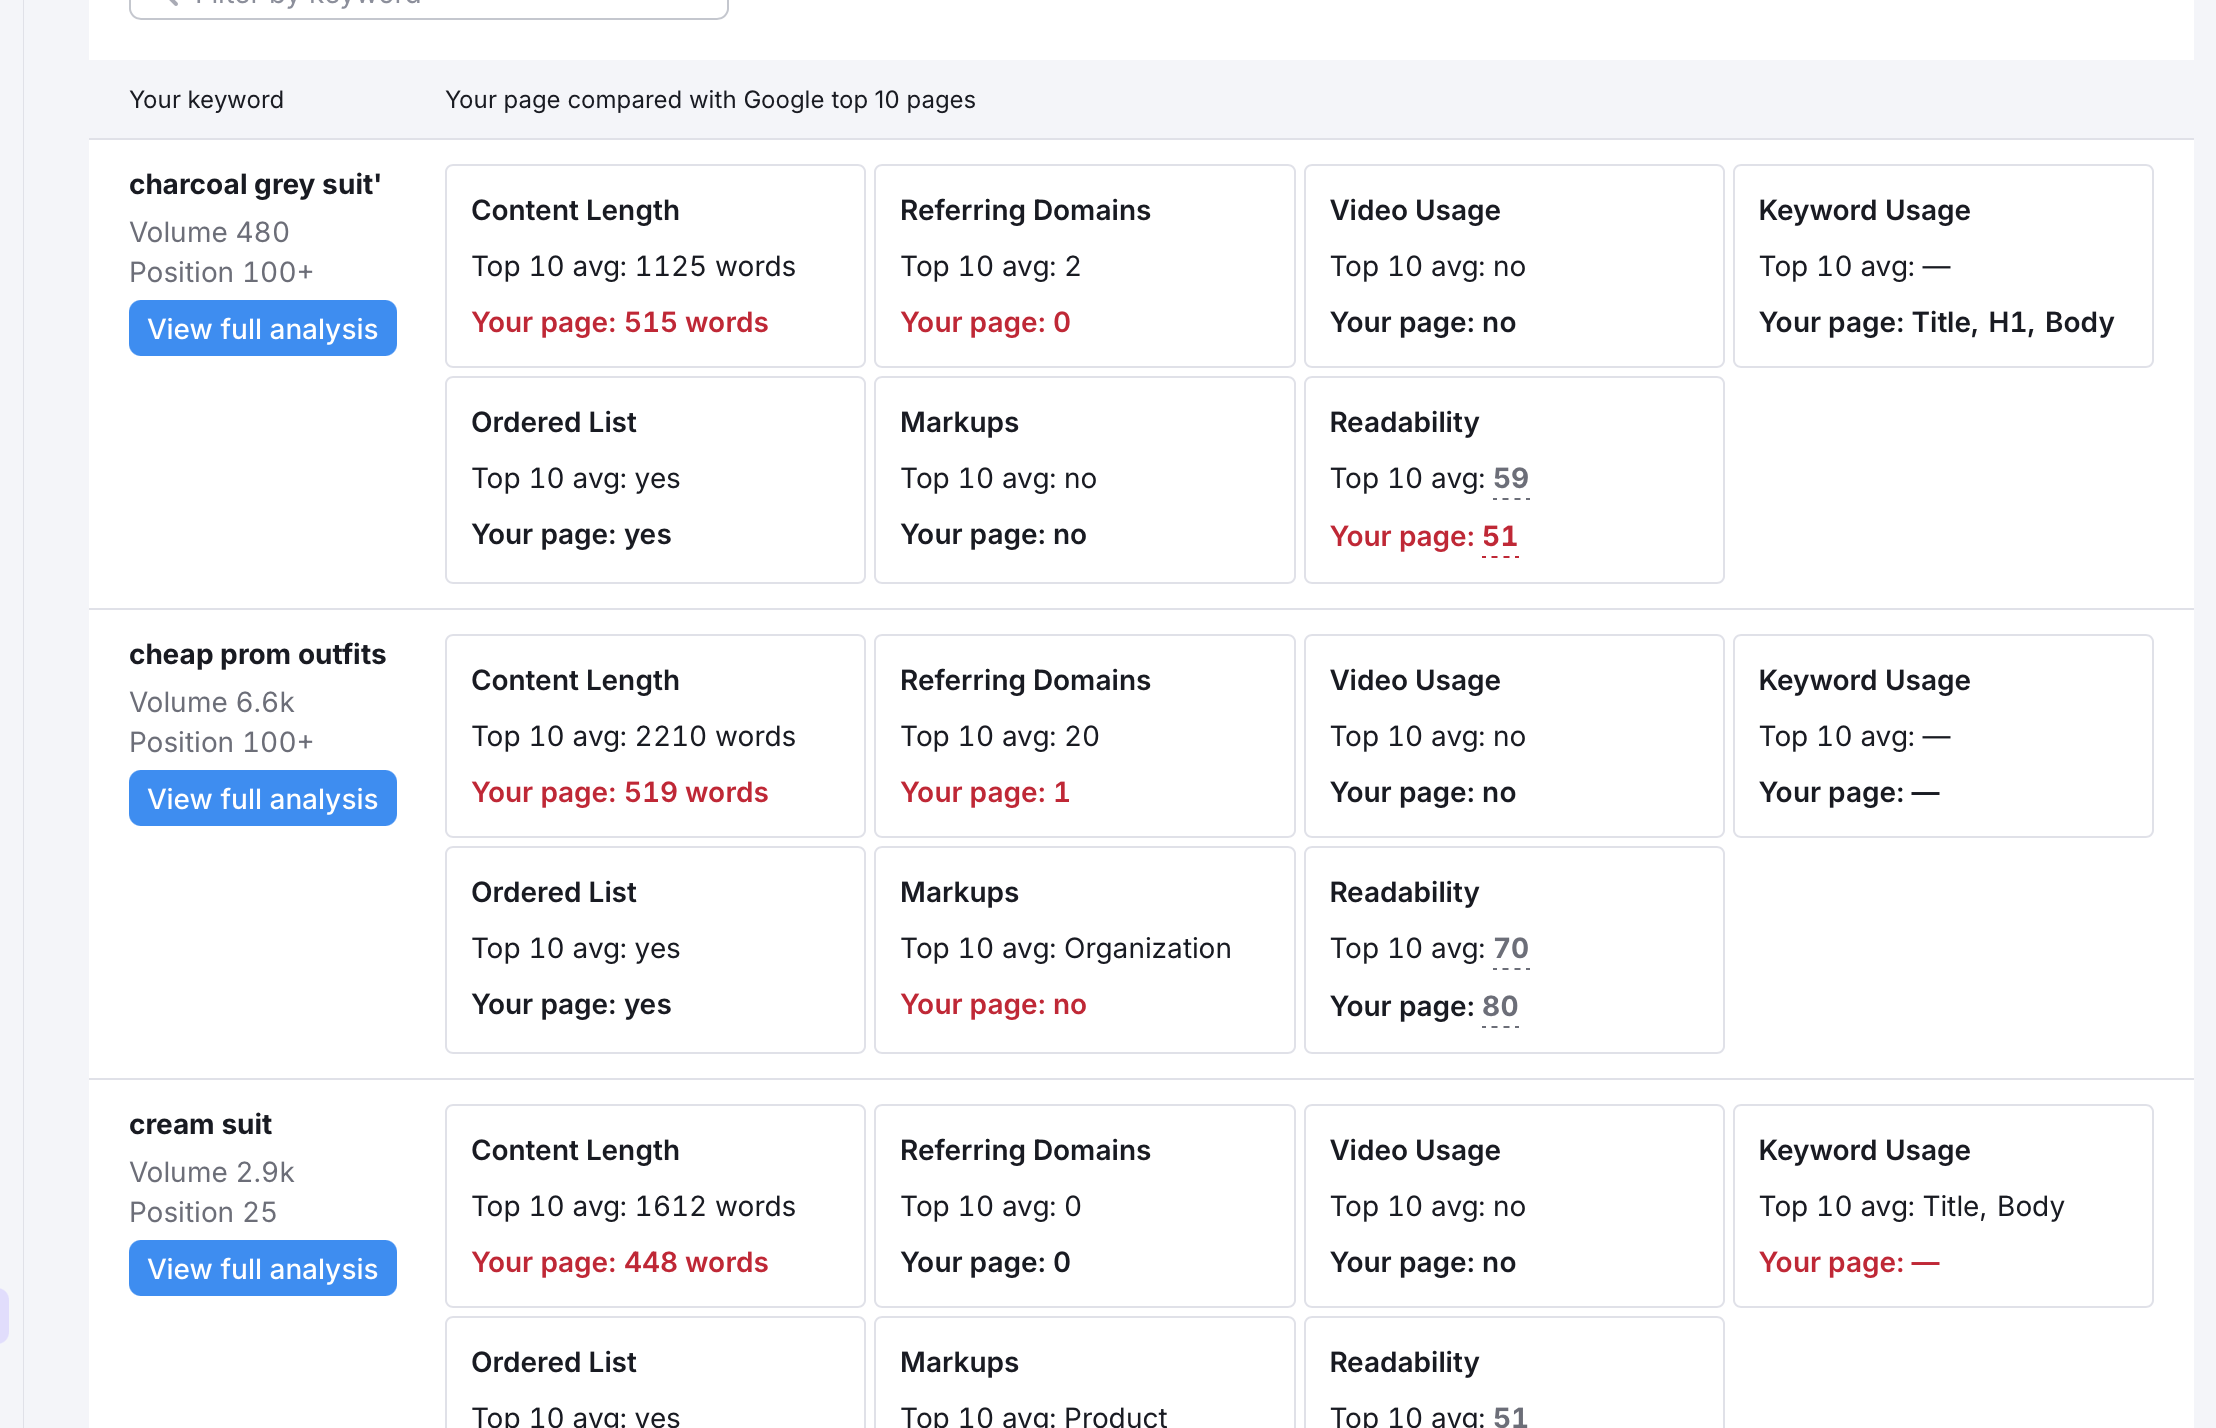 Filter by keyword
Your keyword
Your page compared with Google top 10 pages
charcoal grey suit'
Volume 480
Position 100+
View full analysis
Content Length
Top 10 avg: 1125 words
Your page: 515 words
Referring Domains
Top 10 avg: 2
Your page: 0
Video Usage
Top 10 avg: no
Your page: no
Keyword Usage
Top 10 avg: —
Your page: Title, H1, Body
Ordered List
Top 10 avg: yes
Your page: yes
Markups
Top 10 avg: no
Your page: no
Readability
Top 10 avg: 59
Your page: 51
cheap prom outfits
Volume 6.6k
Position 100+
View full analysis
Content Length
Top 10 avg: 2210 words
Your page: 519 words
Referring Domains
Top 10 avg: 20
Your page: 1
Video Usage
Top 10 avg: no
Your page: no
Keyword Usage
Top 10 avg: —
Your page: —
Ordered List
Top 10 avg: yes
Your page: yes
Markups
Top 10 avg: Organization
Your page: no
Readability
Top 10 avg: 70
Your page: 80
cream suit
Volume 2.9k
Position 25
View full analysis
Content Length
Top 10 avg: 1612 words
Your page: 448 words
Referring Domains
Top 10 avg: 0
Your page: 0
Video Usage
Top 10 avg: no
Your page: no
Keyword Usage
Top 10 avg: Title, Body
Your page: —
Ordered List
Top 10 avg: yes
Markups
Top 10 avg: Product
Readability
Top 10 avg: 51